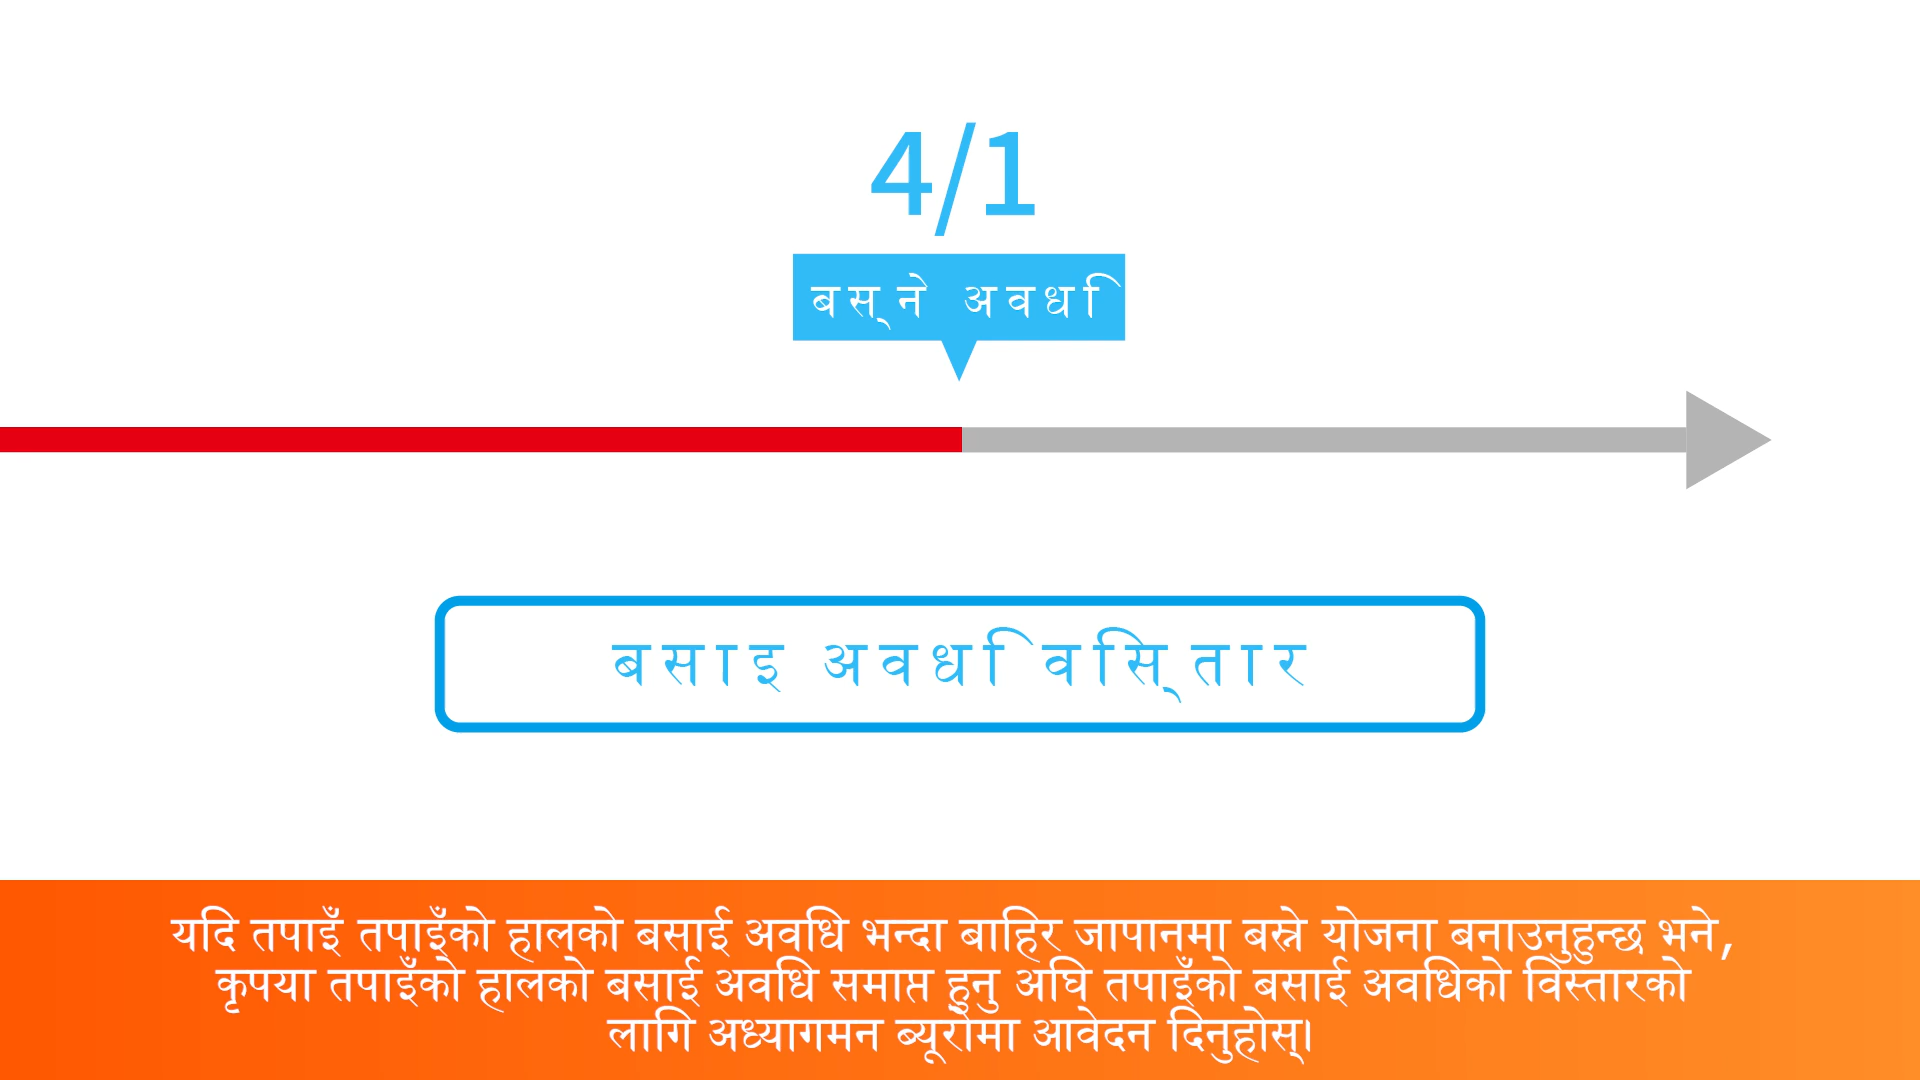 4/1
बस्ने अवधि
बसाइ अवधि विस्तार
यदि तपाइँ तपाइँको हालको बसाई अवधि भन्दा बाहिर जापानमा बस्ने योजना बनाउनुहुन्छ भने,
कृपया तपाइँको हालको बसाई अवधि समाप्त हुनु अघि तपाइँको बसाई अवधिको विस्तारको
लागि अध्यागमन ब्यूरोमा आवेदन दिनुहोस्।